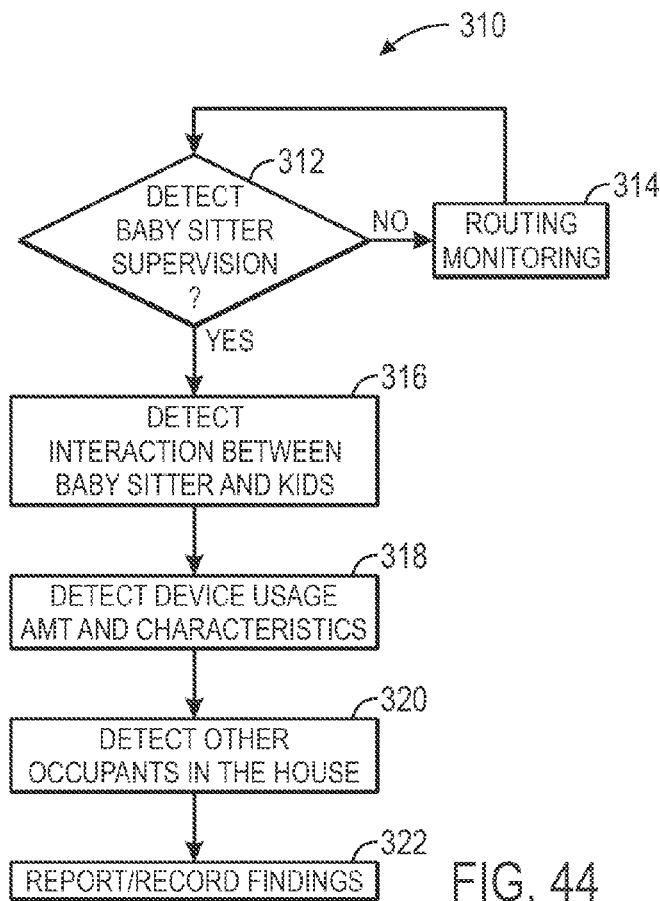 310
312
DETECT
BABY SITTER
SUPERVISION
?
NO
314
ROUTING
MONITORING
YES
316
DETECT
INTERACTION BETWEEN
BABY SITTER AND KIDS
318
DETECT DEVICE USAGE
AMT AND CHARACTERISTICS
320
DETECT OTHER
OCCUPANTS IN THE HOUSE
322
REPORT/RECORD FINDINGS
FIG. 44